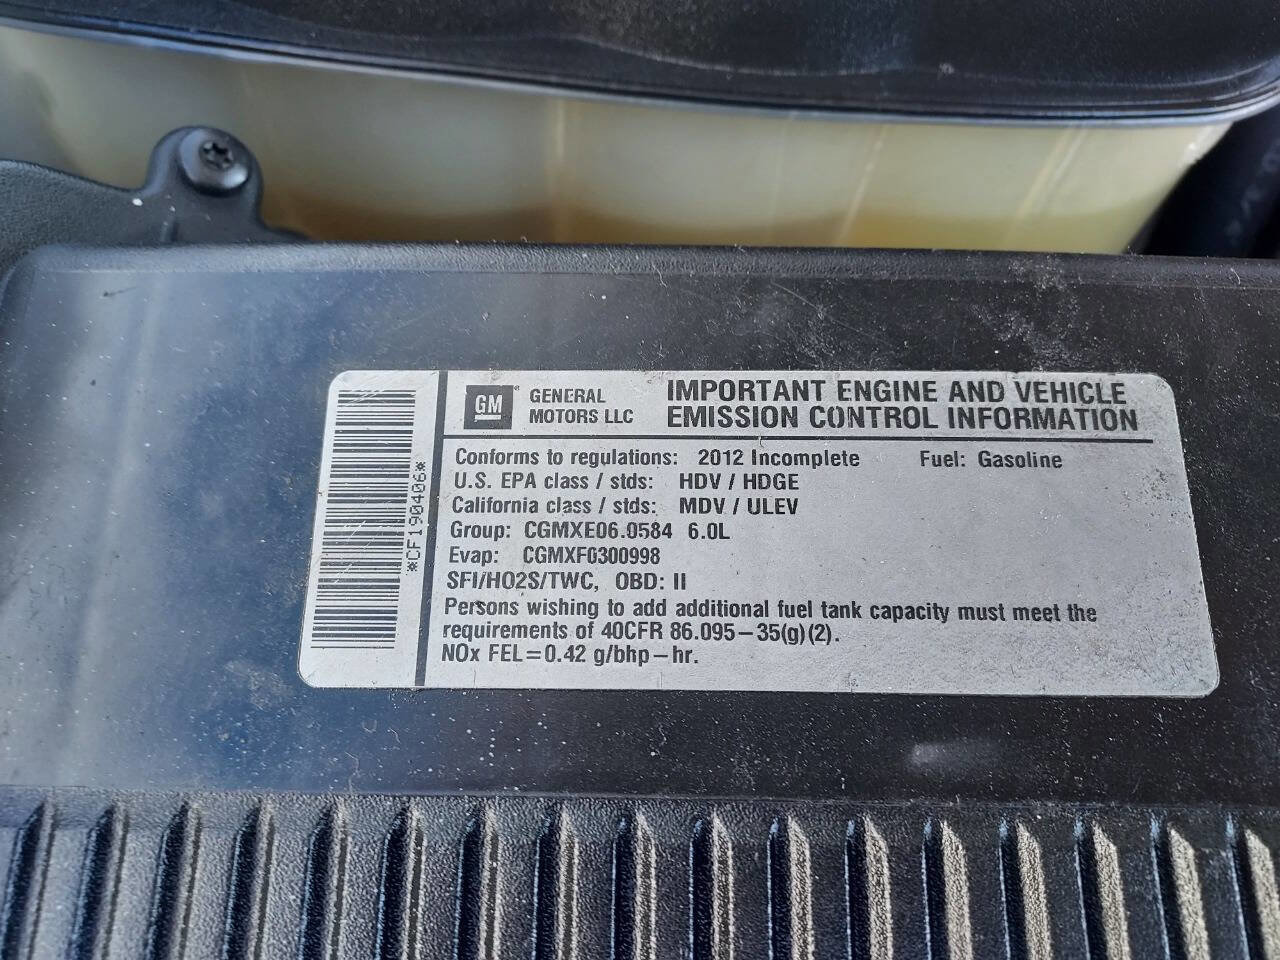 GM
GENERAL
MOTORS LLC
IMPORTANT ENGINE AND VEHICLE
EMISSION CONTROL INFORMATION
Conforms to regulations: 2012 Incomplete Fuel: Gasoline
U.S. EPA class / stds: HDV / HDGE
California class / stds: MDV / ULEV
Group: CGMXE06.0584 6.0L
Evap: CGMXF0300998
SFI/HO2S/TWC, OBD: II
Persons wishing to add additional fuel tank capacity must meet the
requirements of 40CFR 86.095-35(g)(2).
NOx FEL=0.42 g/bhp-hr.
*CF190406*